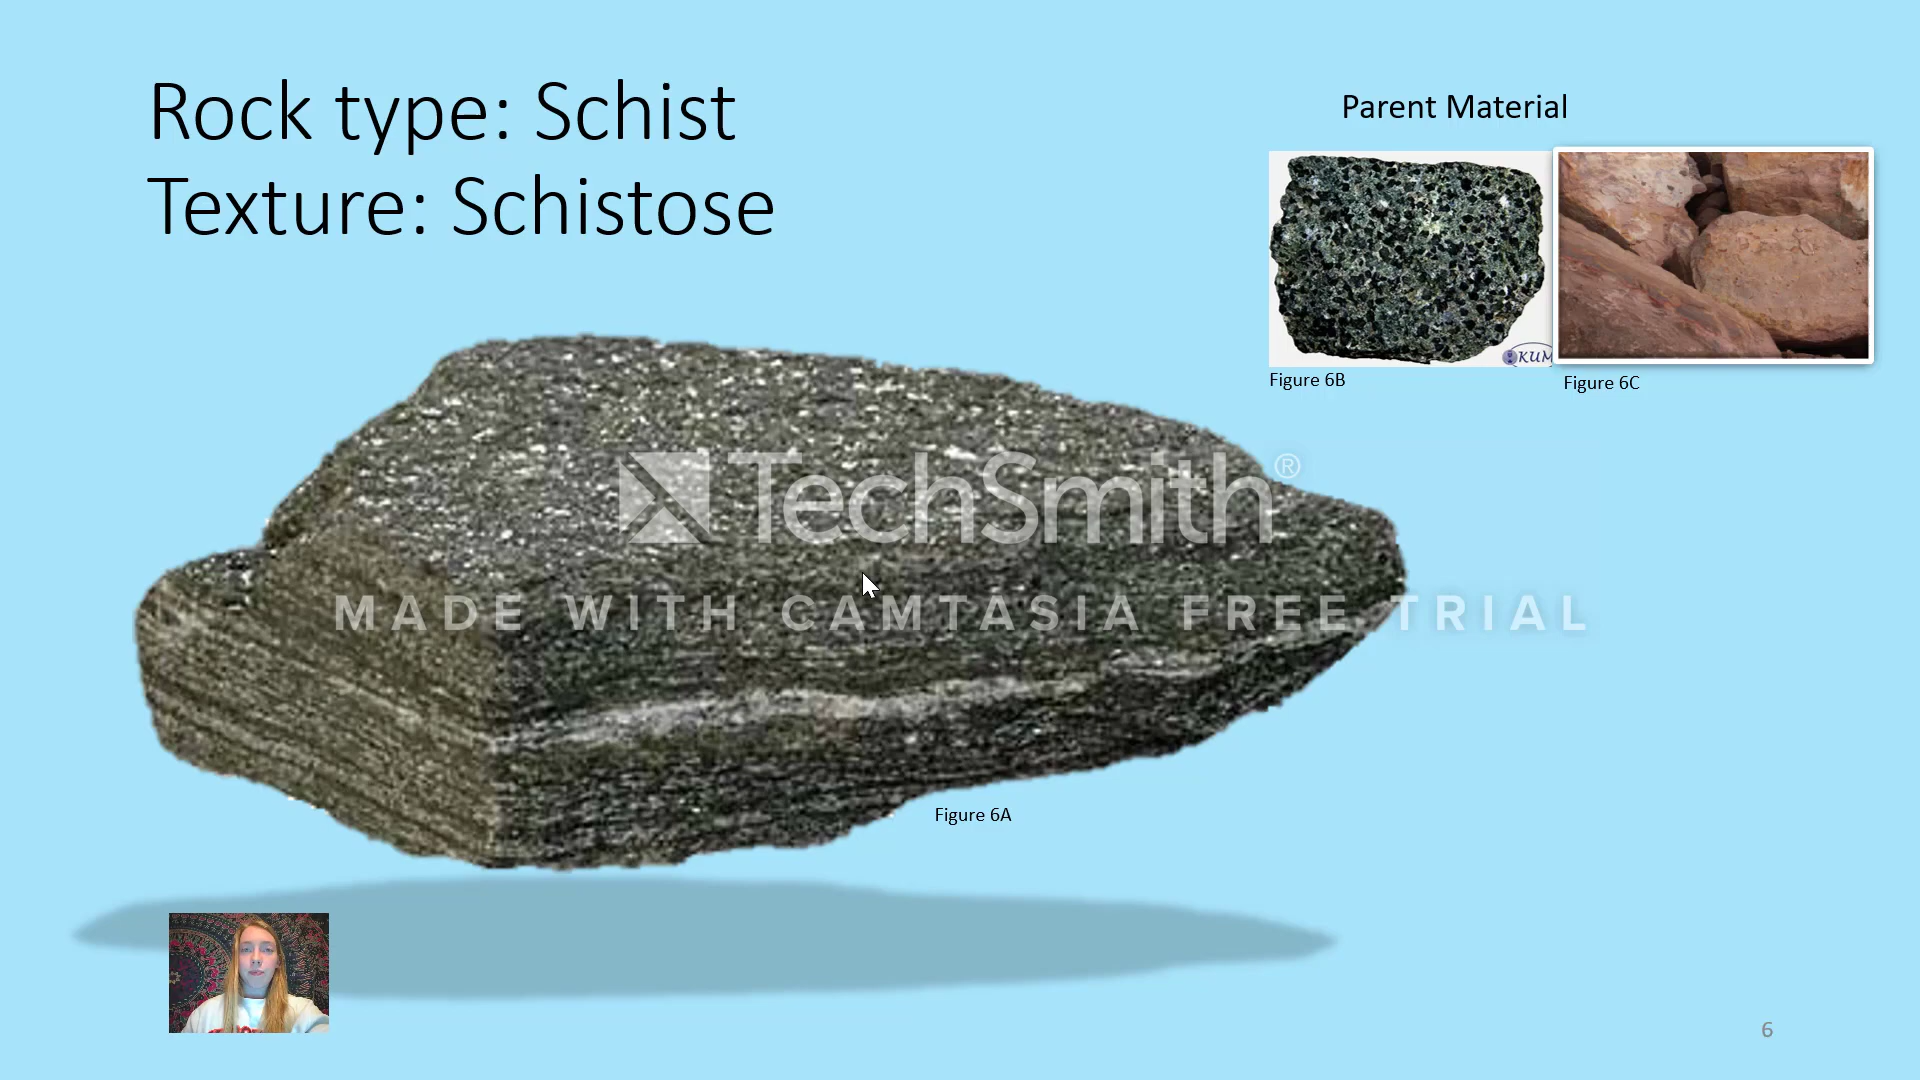 Rock type: Schist
Texture: Schistose
Parent Material
KUM
Figure 6B
Figure 6C
TechSmith®
MADE WITH CAMTASIA FREE TRIAL
Figure 6A
6